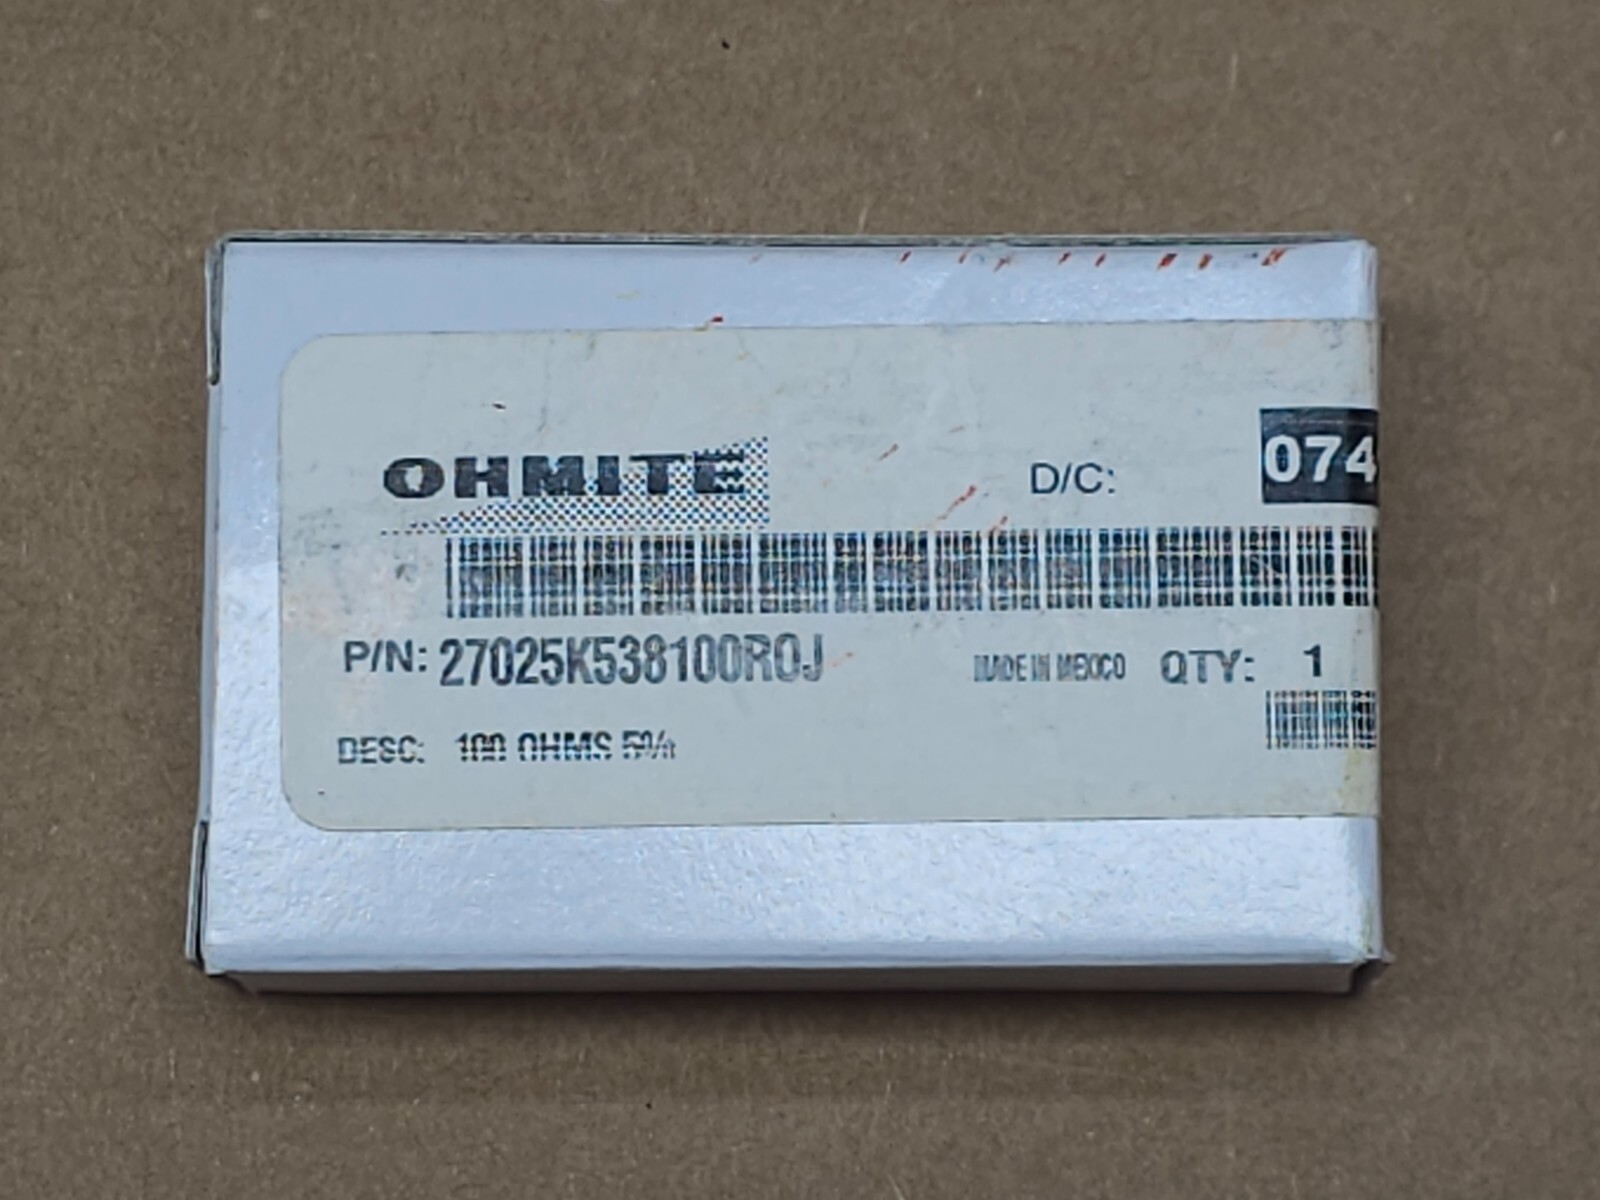 OHMITE
D/C: 074
P/N: 27025K538100R0J
MADE IN MEXICO QTY: 1
DESC: 100 OHMS 5%